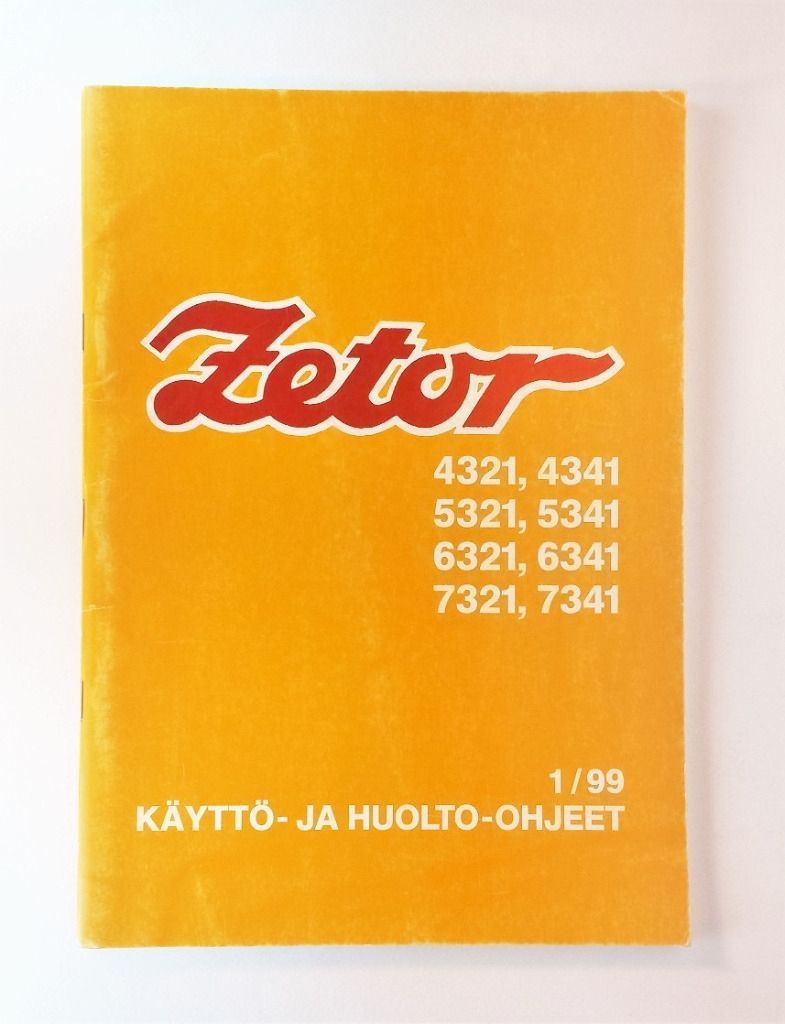 Zetor
4321, 4341
5321, 5341
6321, 6341
7321, 7341
1/99
KÄYTTÖ- JA HUOLTO-OHJEET